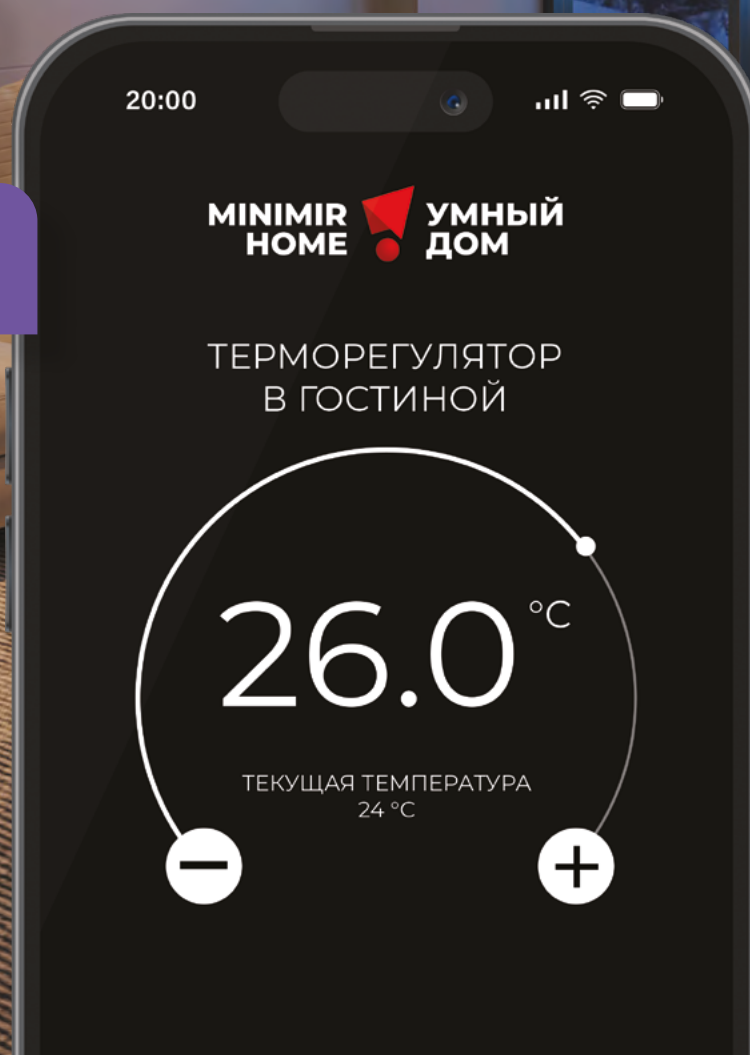 20:00
MINIMIR
HOME
УМНЫЙ
ДОМ
ТЕРМОРЕГУЛЯТОР
В ГОСТИНОЙ
26.0 °C
ТЕКУЩАЯ ТЕМПЕРАТУРА
24 °C